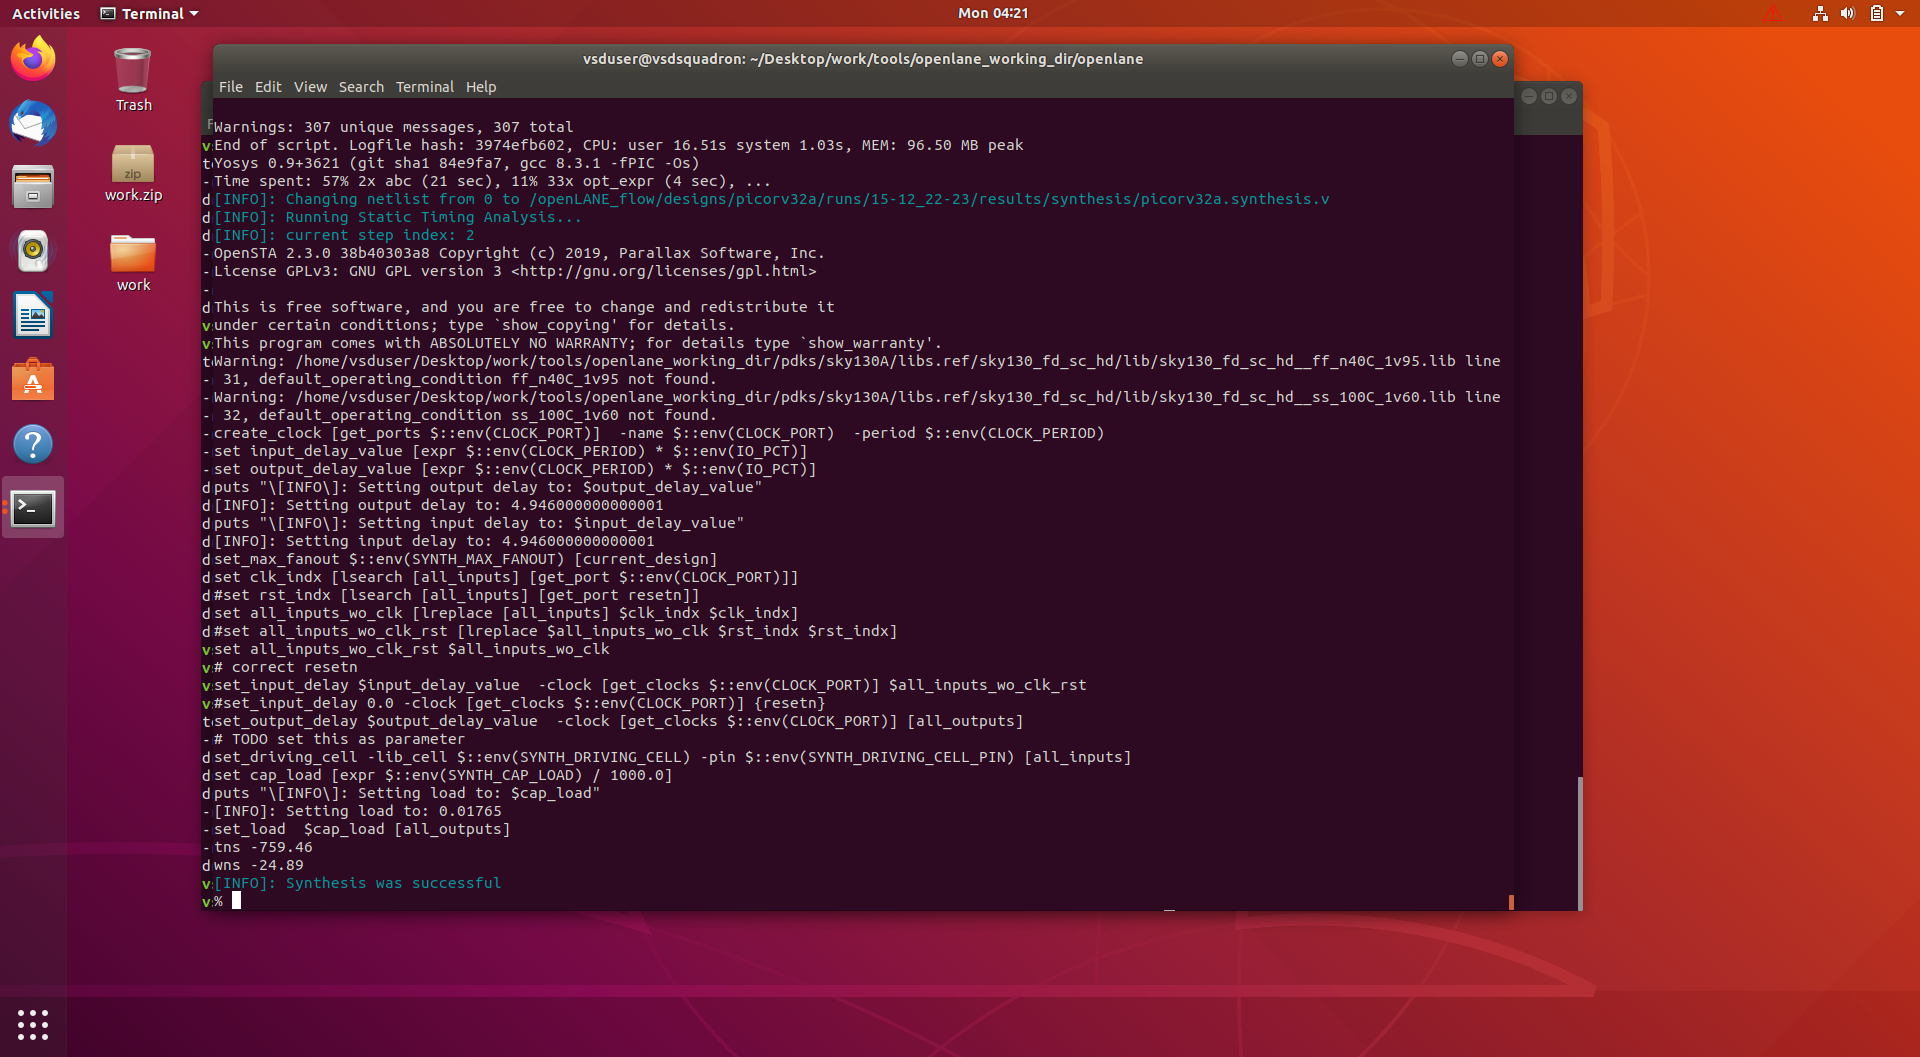 Activities
Terminal
Mon 04:21
Trash
zip
work.zip
work
vsduser@vsdsquadron: ~/Desktop/work/tools/openlane_working_dir/openlane
File Edit View Search Terminal Help
Warnings: 307 unique messages, 307 total
End of script. Logfile hash: 3974efb602, CPU: user 16.51s system 1.03s, MEM: 96.50 MB peak
Yosys 0.9+3621 (git sha1 84e9fa7, gcc 8.3.1 -fPIC -Os)
Time spent: 57% 2x abc (21 sec), 11% 33x opt_expr (4 sec), ...
[INFO]: Changing netlist from 0 to /openLANE_flow/designs/picorv32a/runs/15-12_22-23/results/synthesis/picorv32a.synthesis.v
[INFO]: Running Static Timing Analysis...
[INFO]: current step index: 2
OpenSTA 2.3.0 38b40303a8 Copyright (c) 2019, Parallax Software, Inc.
License GPLv3: GNU GPL version 3 <http://gnu.org/licenses/gpl.html>
This is free software, and you are free to change and redistribute it
under certain conditions; type `show_copying' for details.
This program comes with ABSOLUTELY NO WARRANTY; for details type `show_warranty'.
Warning: /home/vsduser/Desktop/work/tools/openlane_working_dir/pdks/sky130A/libs.ref/sky130_fd_sc_hd/lib/sky130_fd_sc_hd__ff_n40C_1v95.lib line
31, default_operating_condition ff_n40C_1v95 not found.
Warning: /home/vsduser/Desktop/work/tools/openlane_working_dir/pdks/sky130A/libs.ref/sky130_fd_sc_hd/lib/sky130_fd_sc_hd__ss_100C_1v60.lib line
32, default_operating_condition ss_100C_1v60 not found.
create_clock [get_ports $::env(CLOCK_PORT)]  -name $::env(CLOCK_PORT)  -period $::env(CLOCK_PERIOD)
set input_delay_value [expr $::env(CLOCK_PERIOD) * $::env(IO_PCT)]
set output_delay_value [expr $::env(CLOCK_PERIOD) * $::env(IO_PCT)]
puts "\[INFO\]: Setting output delay to: $output_delay_value"
[INFO]: Setting output delay to: 4.946000000000001
puts "\[INFO\]: Setting input delay to: $input_delay_value"
[INFO]: Setting input delay to: 4.946000000000001
set_max_fanout $::env(SYNTH_MAX_FANOUT) [current_design]
set clk_indx [lsearch [all_inputs] [get_port $::env(CLOCK_PORT)]]
#set rst_indx [lsearch [all_inputs] [get_port resetn]]
set all_inputs_wo_clk [lreplace [all_inputs] $clk_indx $clk_indx]
#set all_inputs_wo_clk_rst [lreplace $all_inputs_wo_clk $rst_indx $rst_indx]
set all_inputs_wo_clk_rst $all_inputs_wo_clk
# correct resetn
set_input_delay $input_delay_value  -clock [get_clocks $::env(CLOCK_PORT)] $all_inputs_wo_clk_rst
#set_input_delay 0.0 -clock [get_clocks $::env(CLOCK_PORT)] {resetn}
set_output_delay $output_delay_value  -clock [get_clocks $::env(CLOCK_PORT)] [all_outputs]
# TODO set this as parameter
set_driving_cell -lib_cell $::env(SYNTH_DRIVING_CELL) -pin $::env(SYNTH_DRIVING_CELL_PIN) [all_inputs]
set cap_load [expr $::env(SYNTH_CAP_LOAD) / 1000.0]
puts "\[INFO\]: Setting load to: $cap_load"
[INFO]: Setting load to: 0.01765
set_load  $cap_load [all_outputs]
tns -759.46
wns -24.89
[INFO]: Synthesis was successful
%